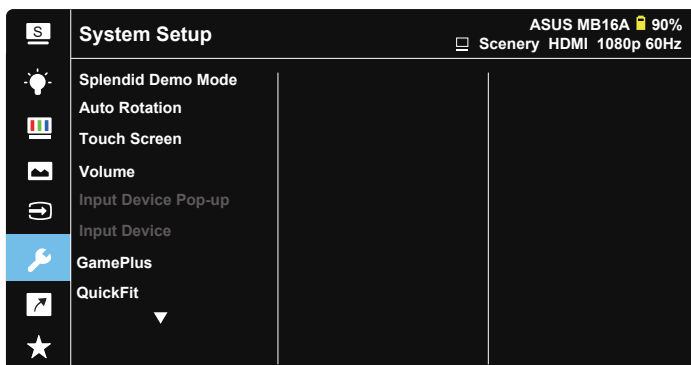 S
System Setup
ASUS MB16A 90%
Scenery HDMI 1080p 60Hz
Splendid Demo Mode
Auto Rotation
Touch Screen
Volume
Input Device Pop-up
Input Device
GamePlus
QuickFit